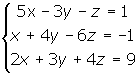 5x-3y-z = 1
x + 4y-6z = -1
2x + 3y + 4z = 9